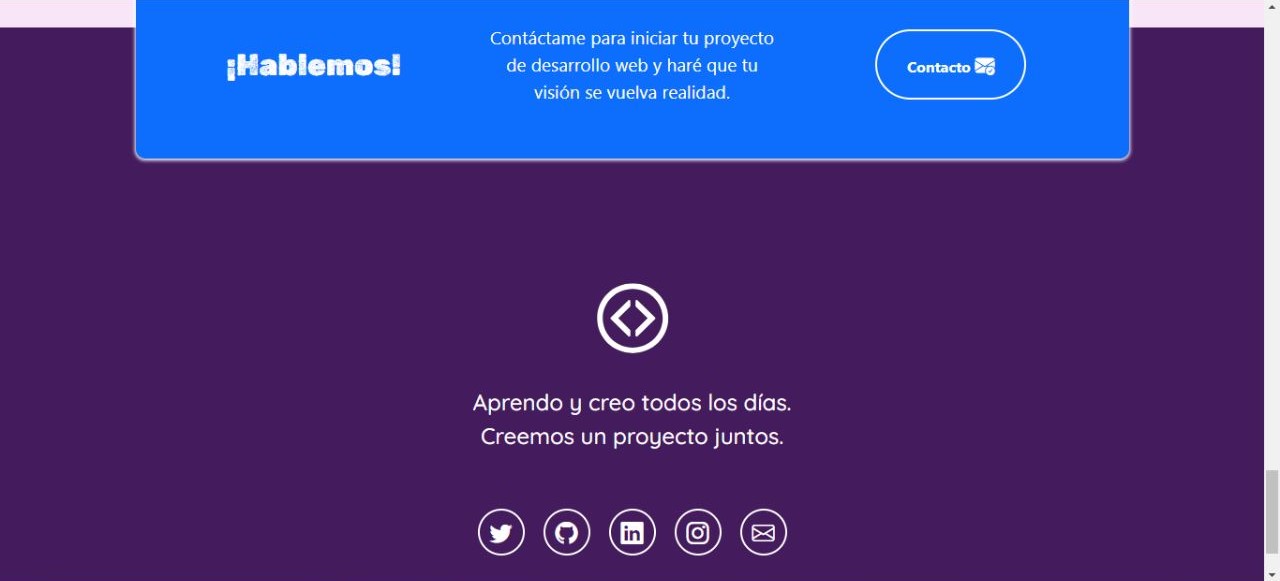 ¡Hablemos!
Contáctame para iniciar tu proyecto
de desarrollo web y haré que tu
visión se vuelva realidad.
Contacto
Aprendo y creo todos los días.
Creemos un proyecto juntos.
in